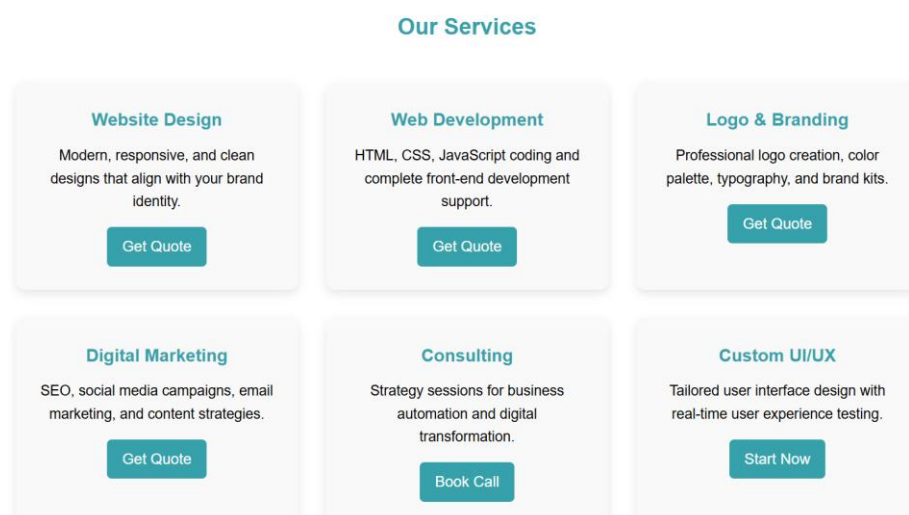 Our Services
Website Design
Modern, responsive, and clean
designs that align with your brand
identity.
Get Quote
Web Development
HTML, CSS, JavaScript coding and
complete front-end development
support.
Get Quote
Logo & Branding
Professional logo creation, color
palette, typography, and brand kits.
Get Quote
Digital Marketing
SEO, social media campaigns, email
marketing, and content strategies.
Get Quote
Consulting
Strategy sessions for business
automation and digital
transformation.
Book Call
Custom UI/UX
Tailored user interface design with
real-time user experience testing.
Start Now